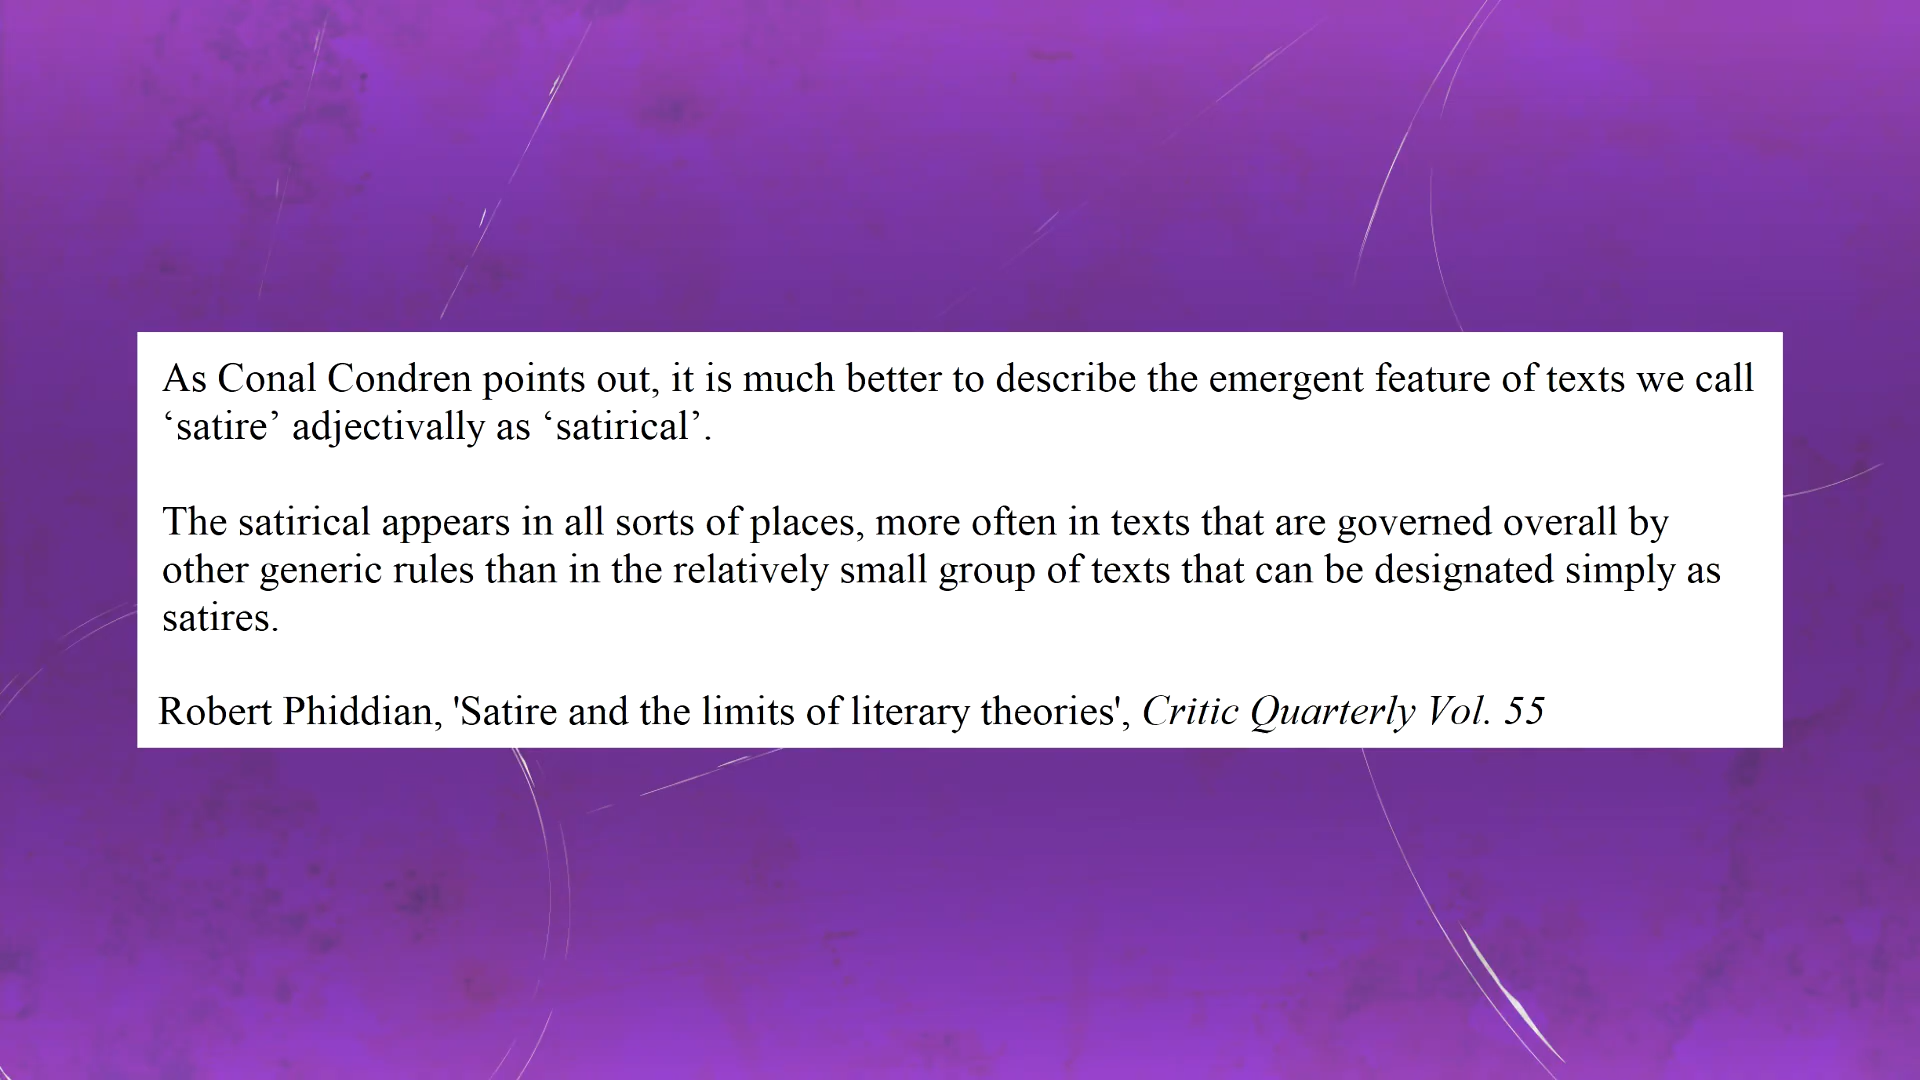 As Conal Condren points out, it is much better to describe the emergent feature of texts we call
‘satire’ adjectivally as ‘satirical’.
The satirical appears in all sorts of places, more often in texts that are governed overall by
other generic rules than in the relatively small group of texts that can be designated simply as
satires.
Robert Phiddian, 'Satire and the limits of literary theories', Critic Quarterly Vol. 55